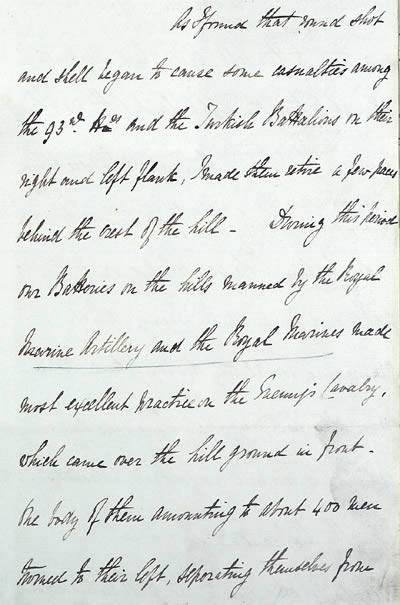 As I found that round shot
and shell began to cause some casualties among
the 93rd Hrs and the Turkish Battalions on their
right and left flank, I made them retire a few paces
behind the crest of the hill - During this period
our Batteries on the hills manned by the Royal
Marine Artillery and the Royal Marines made
most excellent practice on the Enemy's Cavalry,
which came over the hill ground in front -
One body of them amounting to about 400 men
turned to their left, separating themselves from